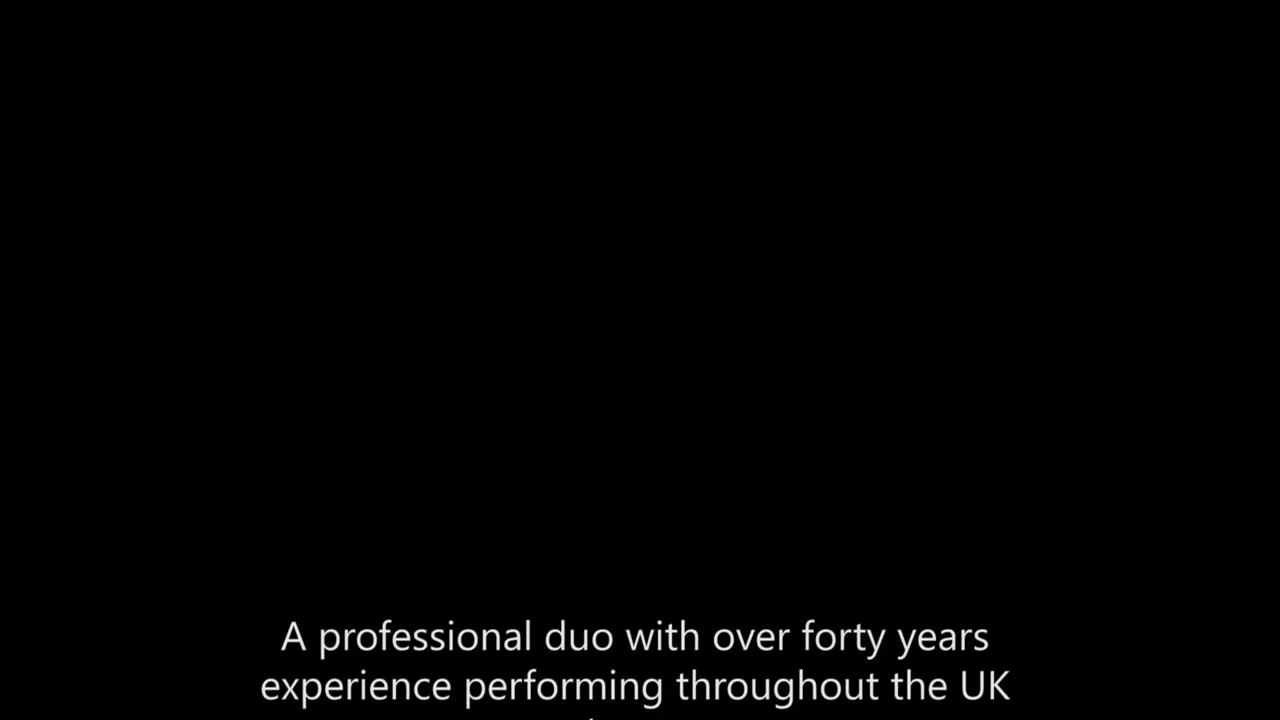 A professional duo with over forty years
experience performing throughout the UK